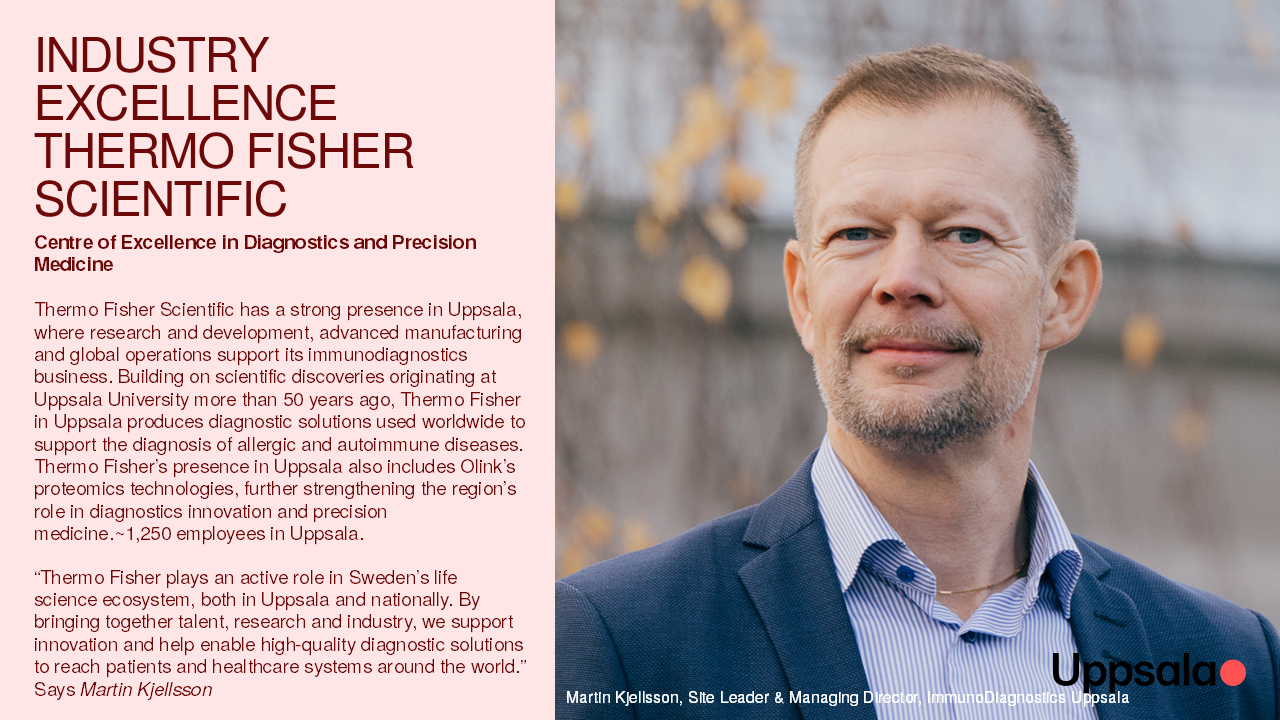 INDUSTRY
EXCELLENCE
THERMO FISHER
SCIENTIFIC
Centre of Excellence in Diagnostics and Precision
Medicine
Thermo Fisher Scientific has a strong presence in Uppsala,
where research and development, advanced manufacturing
and global operations support its immunodiagnostics
business. Building on scientific discoveries originating at
Uppsala University more than 50 years ago, Thermo Fisher
in Uppsala produces diagnostic solutions used worldwide to
support the diagnosis of allergic and autoimmune diseases.
Thermo Fisher’s presence in Uppsala also includes Olink’s
proteomics technologies, further strengthening the region’s
role in diagnostics innovation and precision
medicine.~1,250 employees in Uppsala.
“Thermo Fisher plays an active role in Sweden’s life
science ecosystem, both in Uppsala and nationally. By
bringing together talent, research and industry, we support
innovation and help enable high-quality diagnostic solutions
to reach patients and healthcare systems around the world.”
Says Martin Kjellsson
Uppsala
Martin Kjellsson, Site Leader & Managing Director, ImmunoDiagnostics Uppsala